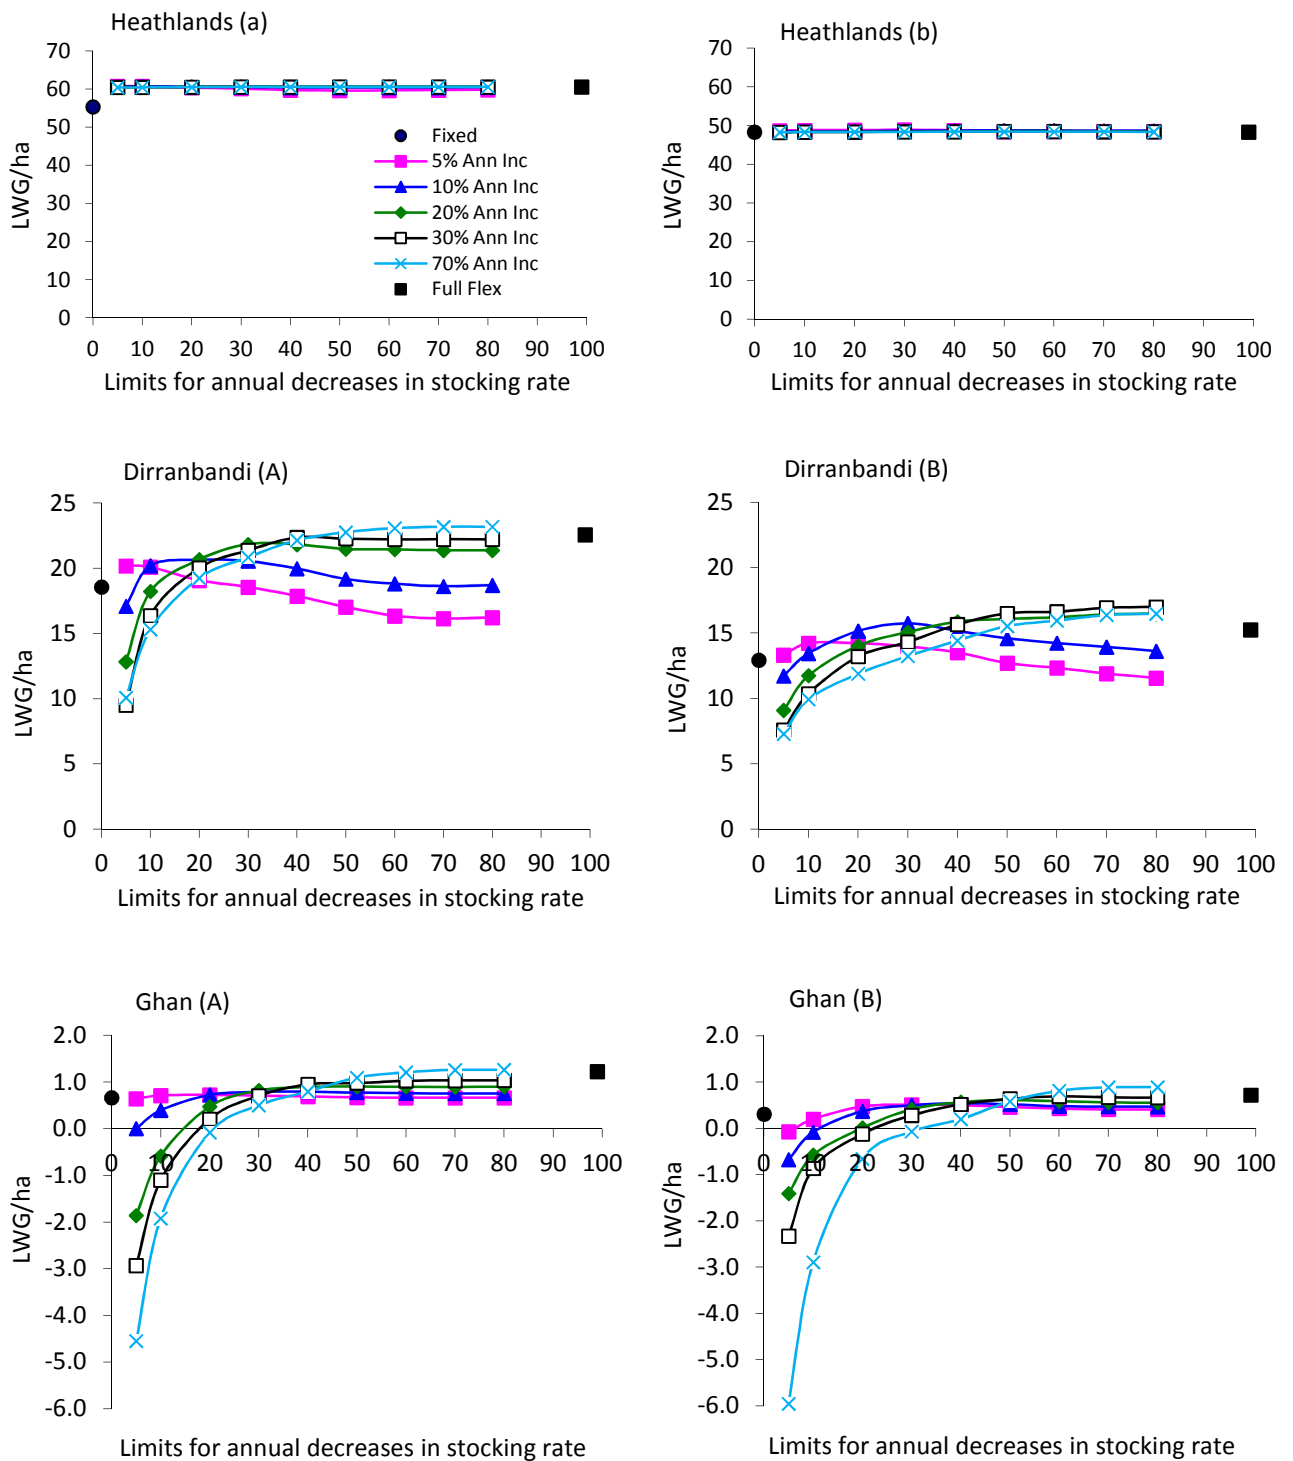 Heathlands (a)
70
60
50
40
30
20
10
0
LWG/ha
Fixed
5% Ann Inc
10% Ann Inc
20% Ann Inc
30% Ann Inc
70% Ann Inc
Full Flex
0 10 20 30 40 50 60 70 80 90 100
Limits for annual decreases in stocking rate
Heathlands (b)
70
60
50
40
30
20
10
0
LWG/ha
0 10 20 30 40 50 60 70 80 90 100
Limits for annual decreases in stocking rate
Dirranbandi (A)
25
20
15
10
5
0
LWG/ha
0 10 20 30 40 50 60 70 80 90 100
Limits for annual decreases in stocking rate
Dirranbandi (B)
25
20
15
10
5
0
LWG/ha
0 10 20 30 40 50 60 70 80 90 100
Limits for annual decreases in stocking rate
Ghan (A)
2.0
1.0
0.0
-1.0
-2.0
-3.0
-4.0
-5.0
-6.0
LWG/ha
0 10 20 30 40 50 60 70 80 90 100
Limits for annual decreases in stocking rate
Ghan (B)
2.0
1.0
0.0
-1.0
-2.0
-3.0
-4.0
-5.0
-6.0
LWG/ha
0 10 20 30 40 50 60 70 80 90 100
Limits for annual decreases in stocking rate